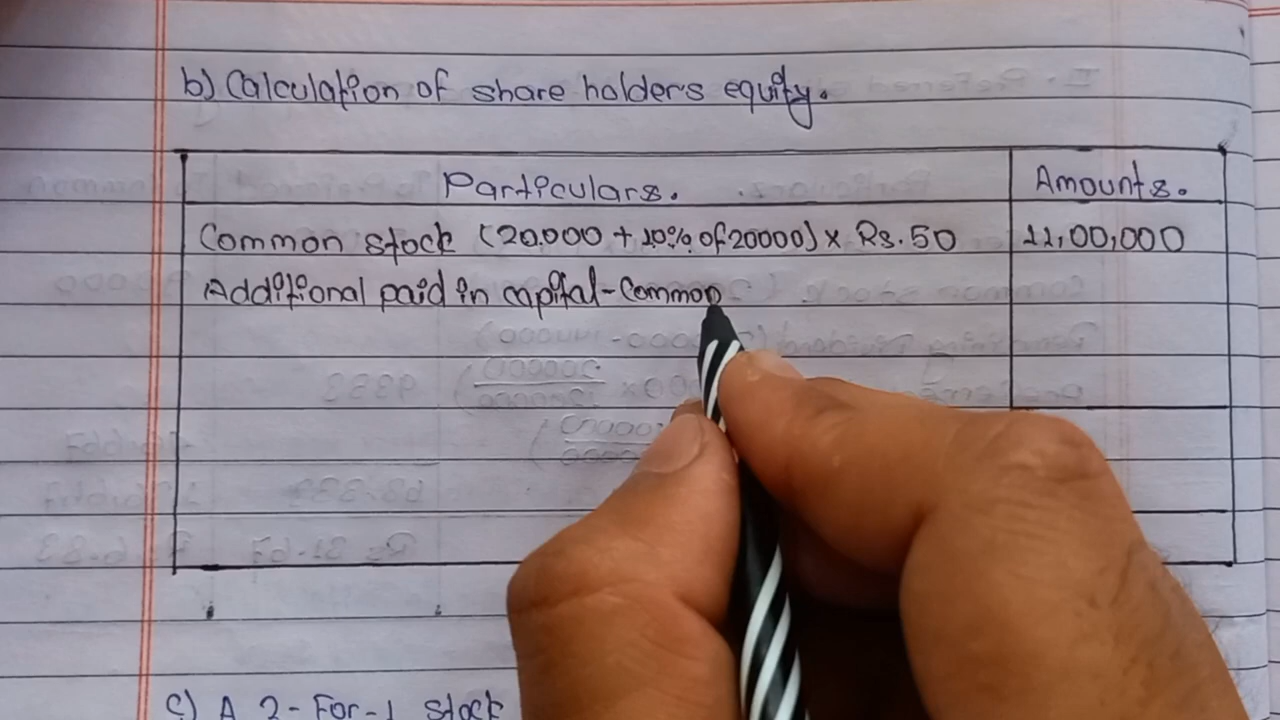 b) Calculation of share holders equity.
Particulars. Amounts.
Common stock (20,000 + 10% of 20000) × Rs. 50 11,00,000
Additional paid in capital - Common
c) A 2 - For - 1 stock